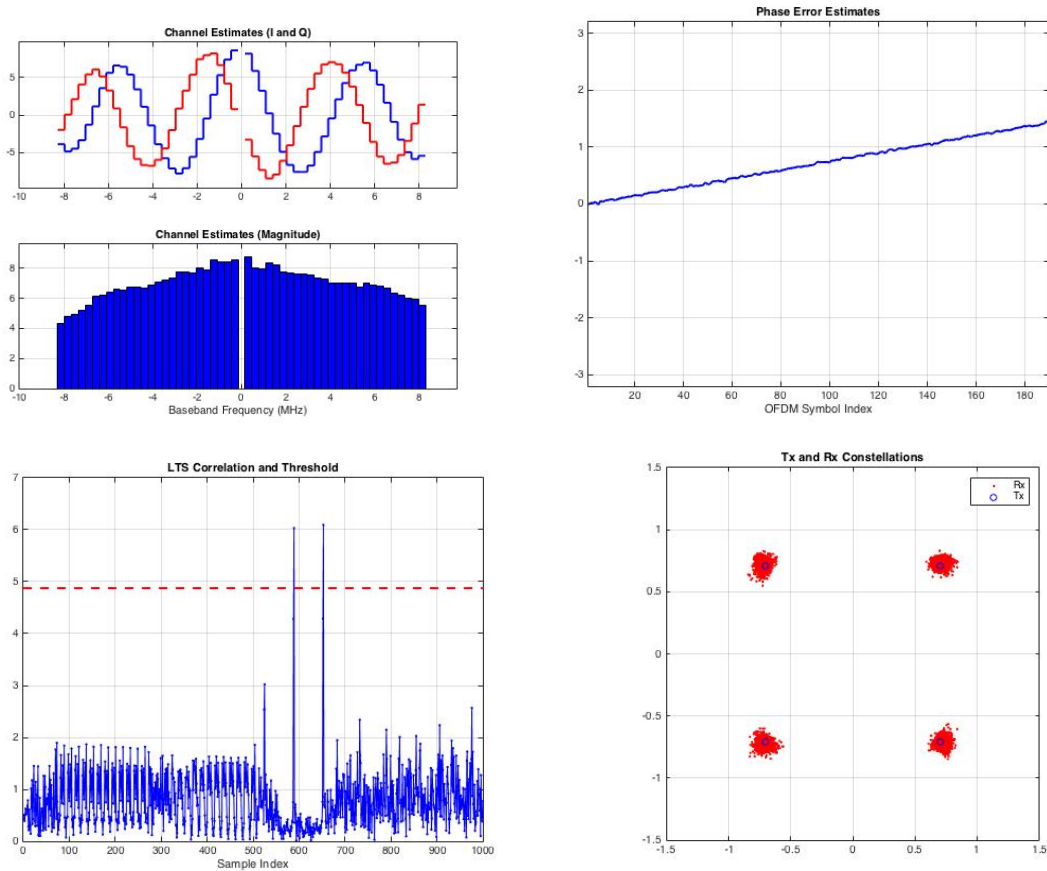 Channel Estimates (I and Q)
5
0
-5
-10 -8 -6 -4 -2 0 2 4 6 8
Channel Estimates (Magnitude)
8
6
4
2
0
-10 -8 -6 -4 -2 0 2 4 6 8
Baseband Frequency (MHz)
Phase Error Estimates
3
2
1
0
-1
-2
-3
20 40 60 80 100 120 140 160 180
OFDM Symbol Index
LTS Correlation and Threshold
7
6
5
4
3
2
1
0
0 100 200 300 400 500 600 700 800 900 1000
Sample Index
Tx and Rx Constellations
Rx
Tx
1.5
1
0.5
0
-0.5
-1
-1.5
-1.5 -1 -0.5 0 0.5 1 1.5